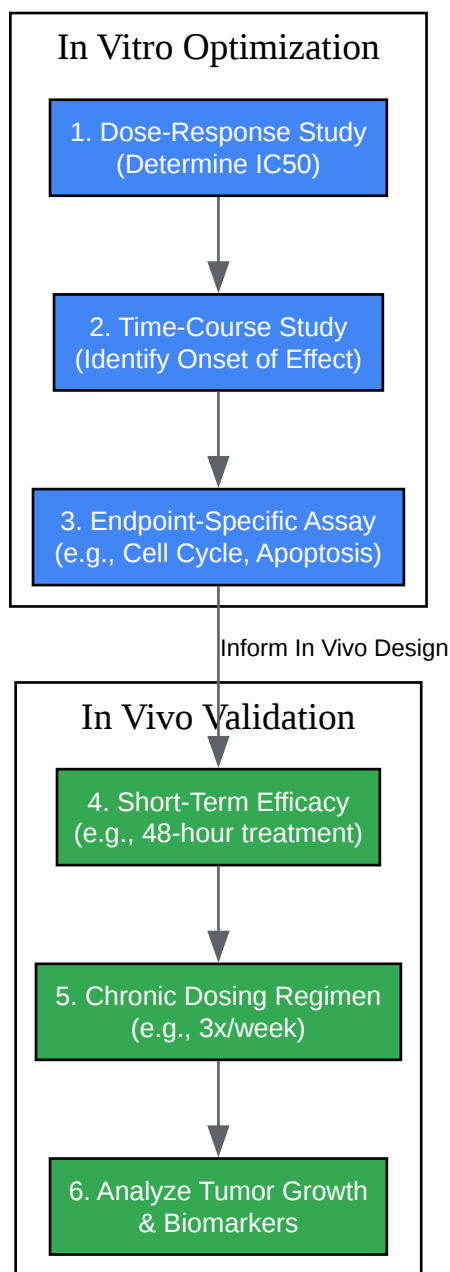 In Vitro Optimization
1. Dose-Response Study
(Determine IC50)
2. Time-Course Study
(Identify Onset of Effect)
3. Endpoint-Specific Assay
(e.g., Cell Cycle, Apoptosis)
Inform In Vivo Design
In Vivo Validation
4. Short-Term Efficacy
(e.g., 48-hour treatment)
5. Chronic Dosing Regimen
(e.g., 3x/week)
6. Analyze Tumor Growth
& Biomarkers